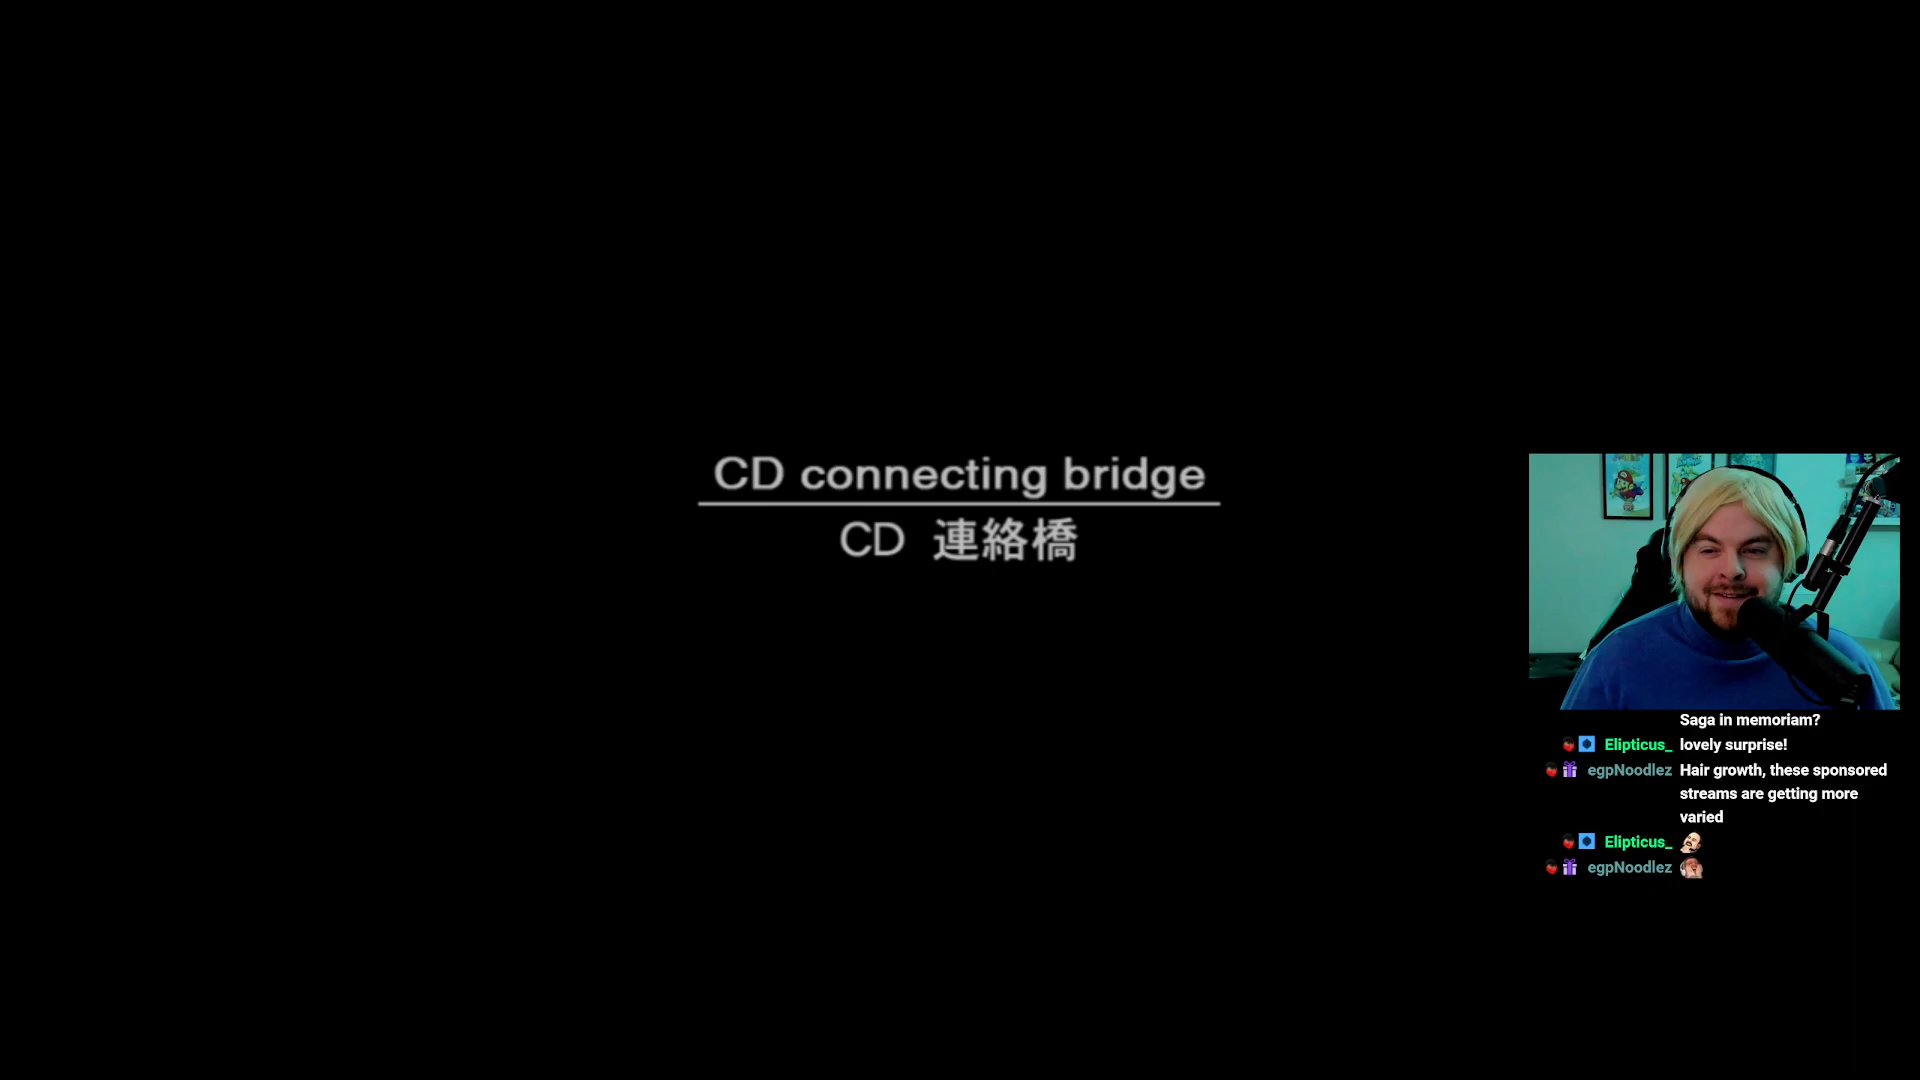 CD connecting bridge
CD 連絡橋
Saga in memoriam?
Elipticus_ lovely surprise!
egpNoodlez Hair growth, these sponsored
streams are getting more
varied
Elipticus_
egpNoodlez